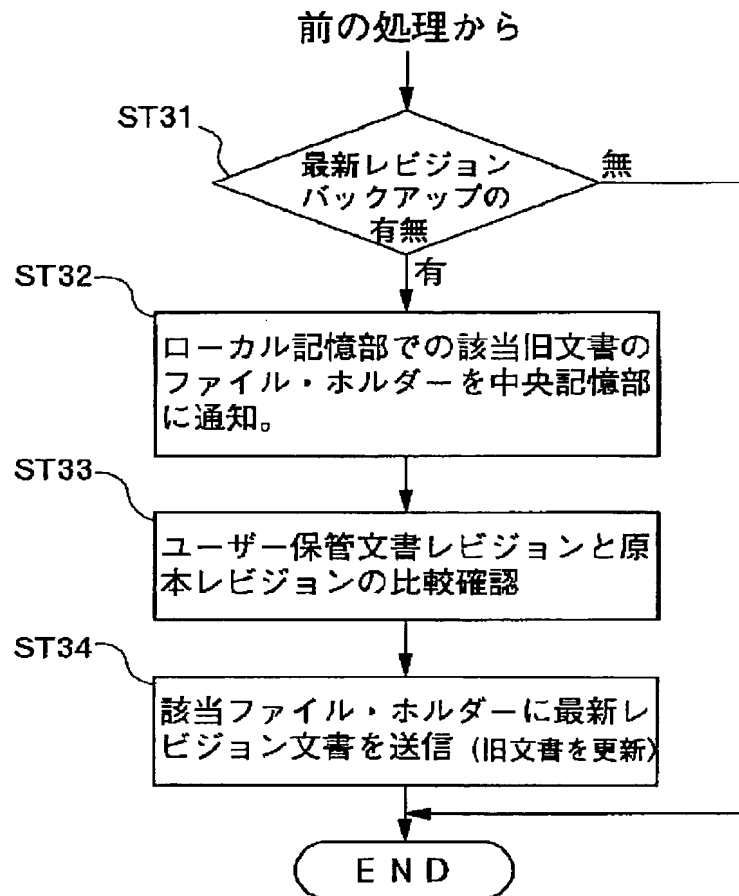 前の処理から
ST31
最新レビジョン
バックアップの
有無
無
有
ST32
ローカル記憶部での該当旧文書の
ファイル・ホルダーを中央記憶部
に通知。
ST33
ユーザー保管文書レビジョンと原
本レビジョンの比較確認
ST34
該当ファイル・ホルダーに最新レ
ビジョン文書を送信 (旧文書を更新)
END